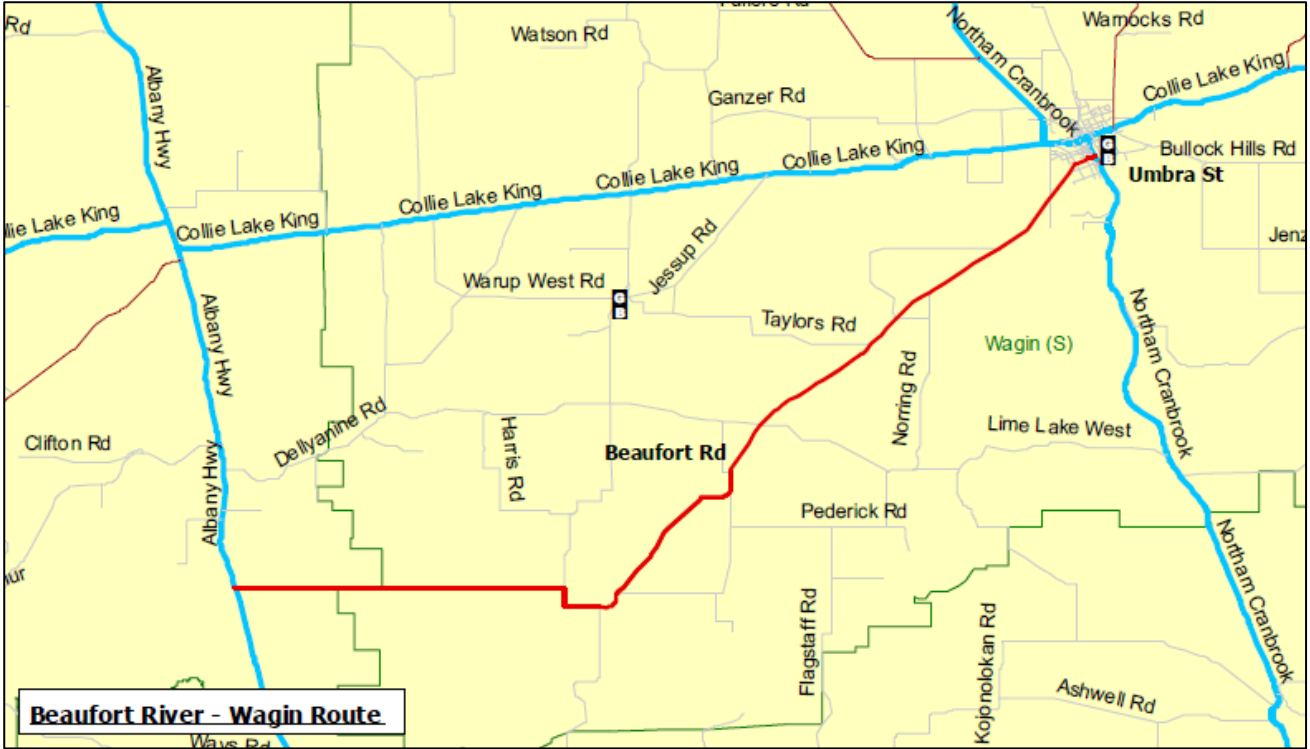 Rd
Watson Rd
Northam Cranbrook
Warnocks Rd
Albany Hwy
Ganzer Rd
Collie Lake King
Collie Lake King
Collie Lake King
Collie Lake King
Collie Lake King
Bullock Hills Rd
Umbra St
llie Lake King
Jenz
Warup West Rd
Jessup Rd
Albany Hwy
Taylors Rd
Northam Cranbrook
Wagin (S)
Norring Rd
Dellyanine Rd
Harris Rd
Clifton Rd
Lime Lake West
Beaufort Rd
Albany Hwy
Pederick Rd
Northam Cranbrook
Flagstaff Rd
Kojonolokan Rd
Ashwell Rd
Beaufort River - Wagin Route